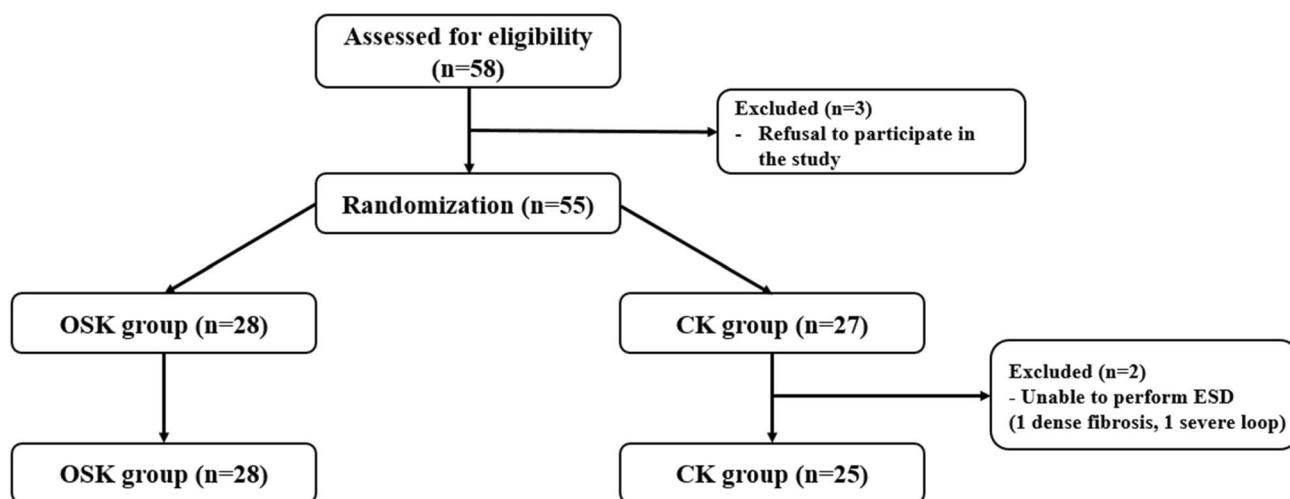 Assessed for eligibility
(n=58)
Excluded (n=3)
- Refusal to participate in
the study
Randomization (n=55)
OSK group (n=28)
CK group (n=27)
Excluded (n=2)
- Unable to perform ESD
(1 dense fibrosis, 1 severe loop)
OSK group (n=28)
CK group (n=25)